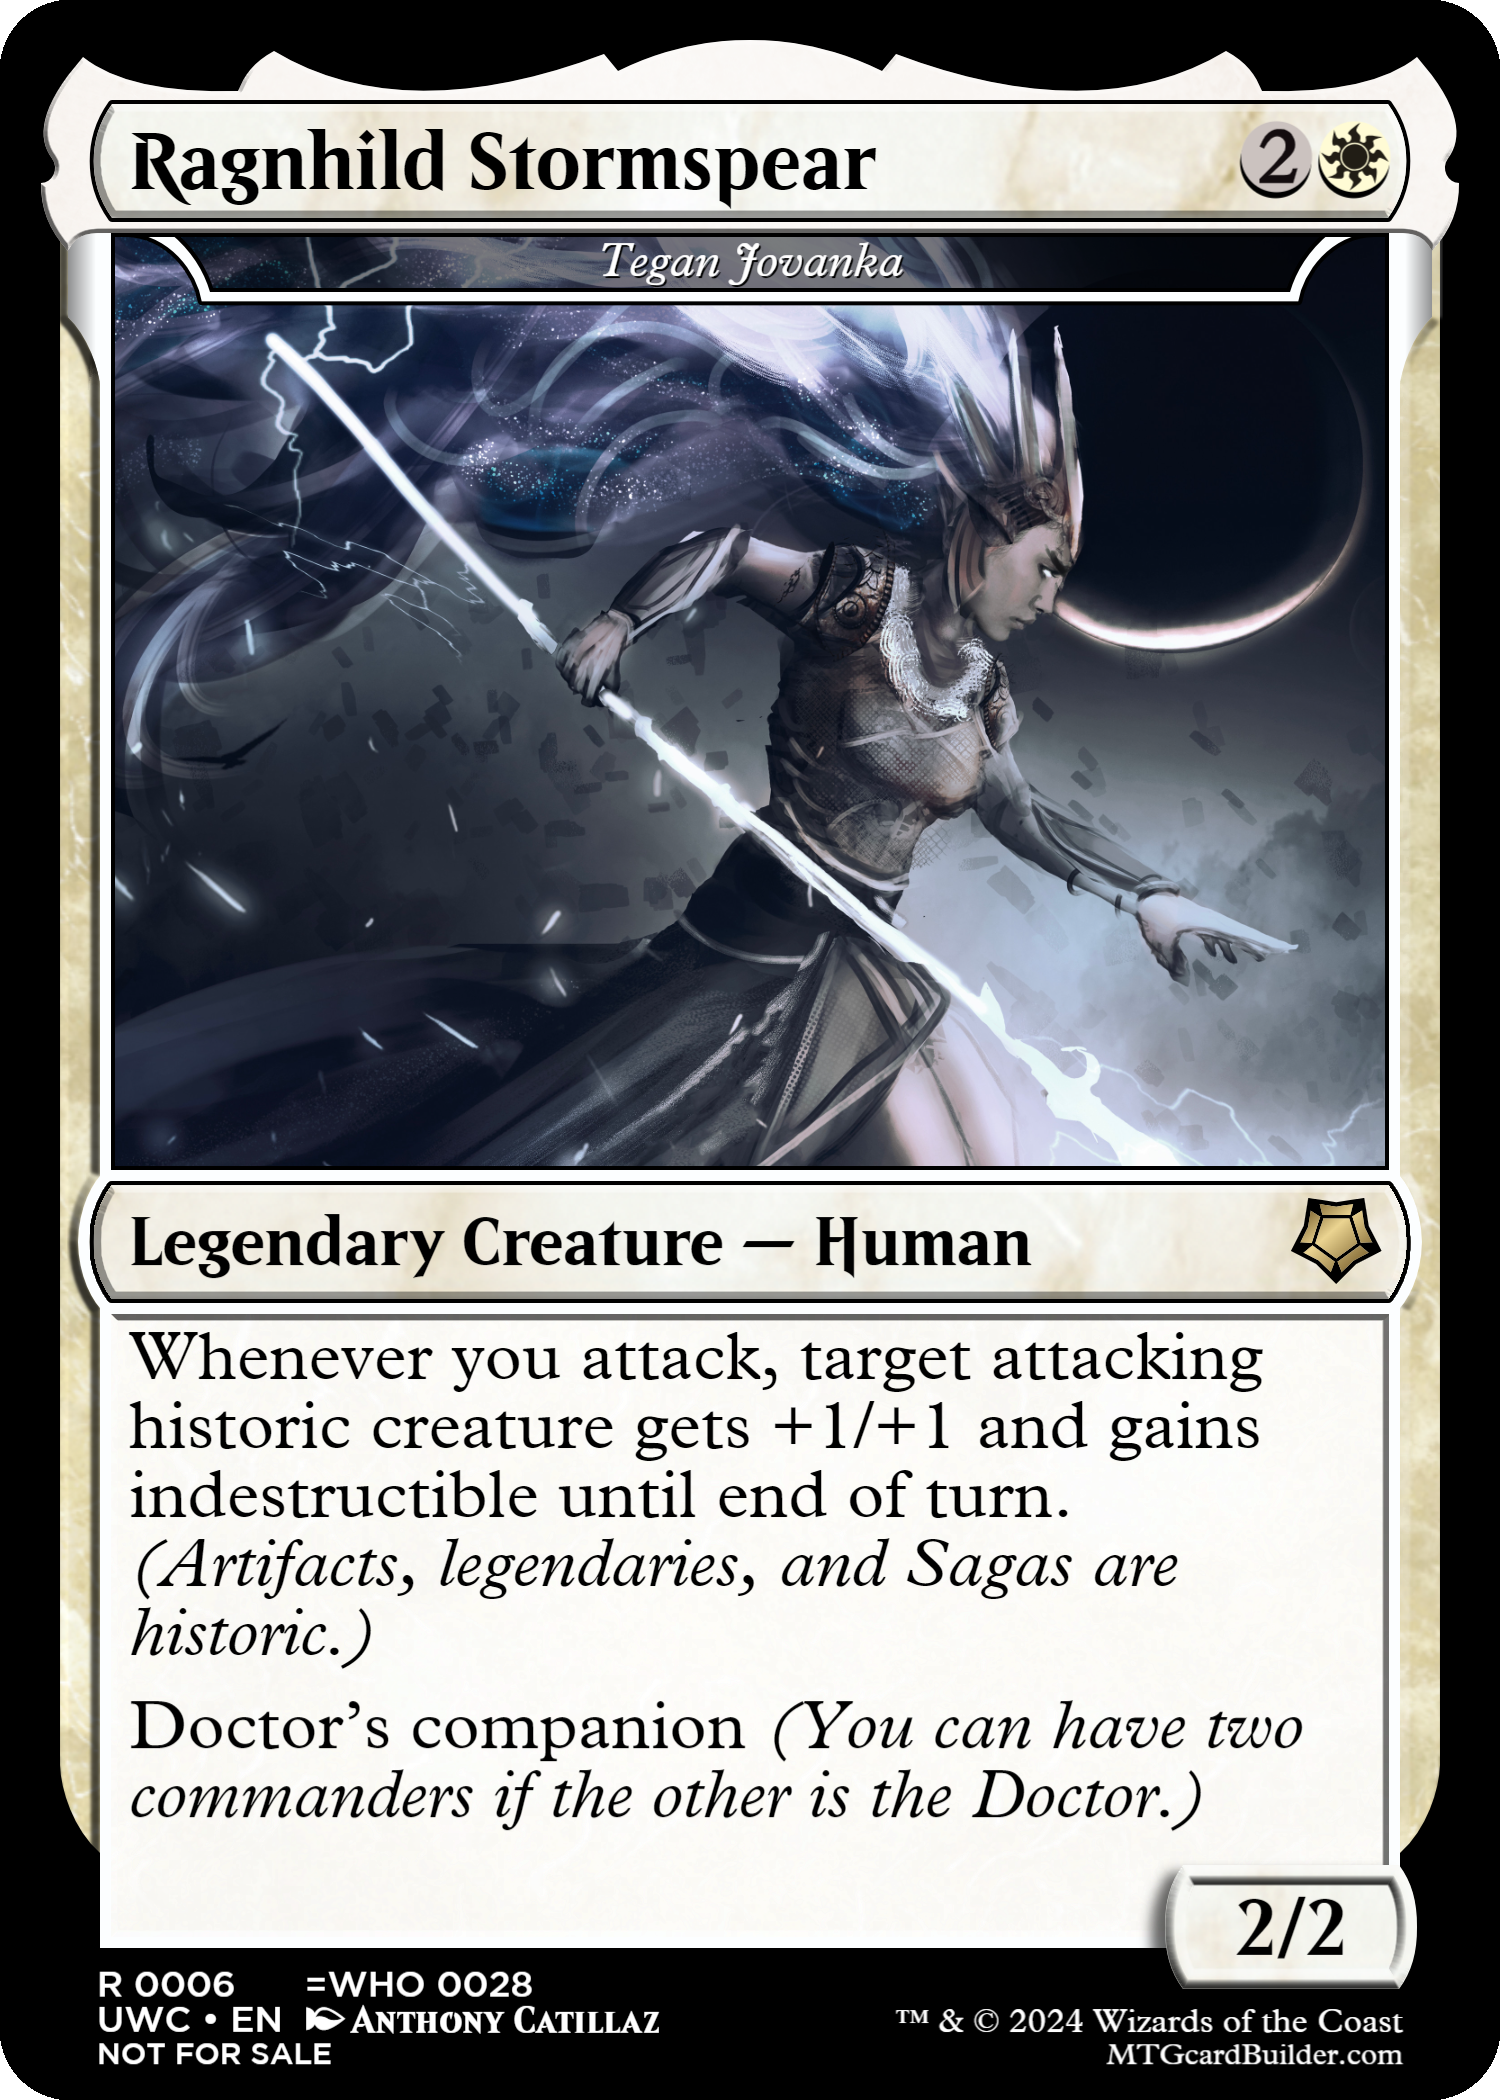 Ragnhild Stormspear 2
Tegan Jovanka
Legendary Creature — Human
Whenever you attack, target attacking
historic creature gets +1/+1 and gains
indestructible until end of turn.
(Artifacts, legendaries, and Sagas are
historic.)
Doctor's companion (You can have two
commanders if the other is the Doctor.)
2/2
R 0006 =WHO 0028
UWC • EN Anthony Catillaz
NOT FOR SALE
™ & © 2024 Wizards of the Coast
MTGcardBuilder.com